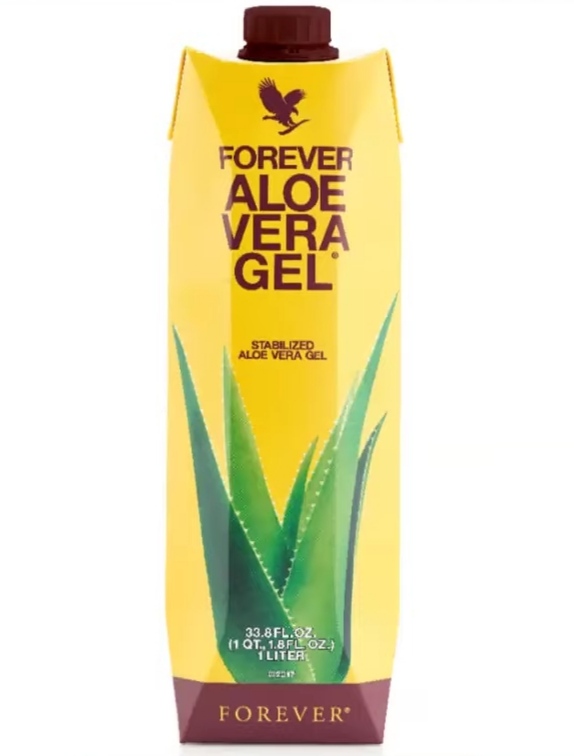 FOREVER
ALOE
VERA
GEL®
STABILIZED
ALOE VERA GEL
33.8 FL. OZ.
(1 QT., 1.8 FL. OZ.)
1 LITER
FOREVER®